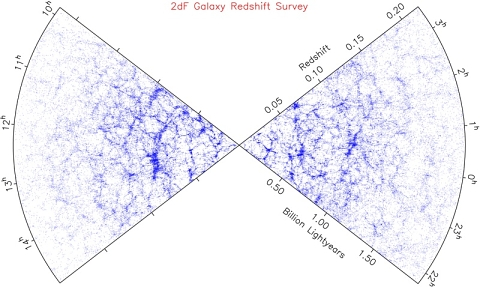 2dF Galaxy Redshift Survey
10h
11h
12h
13h
14h
Redshift
0.05
0.10
0.15
0.20
3h
2h
1h
0h
23h
22h
0.50
1.00
1.50
Billion Lightyears